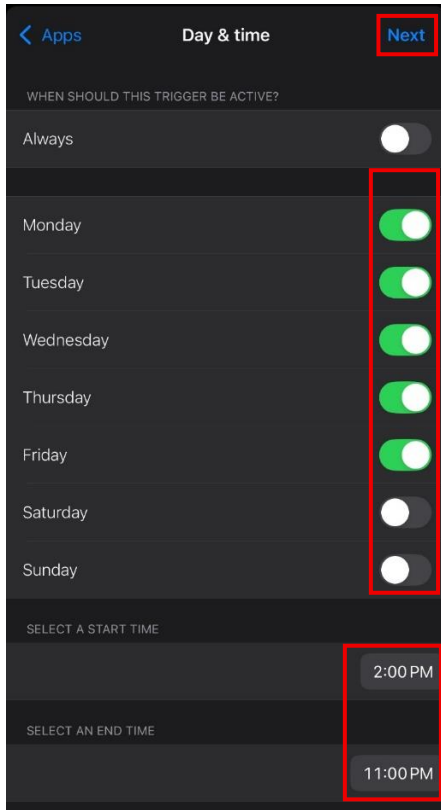 Apps Day & time Next
WHEN SHOULD THIS TRIGGER BE ACTIVE?
Always
Monday
Tuesday
Wednesday
Thursday
Friday
Saturday
Sunday
SELECT A START TIME
2:00 PM
SELECT AN END TIME
11:00 PM